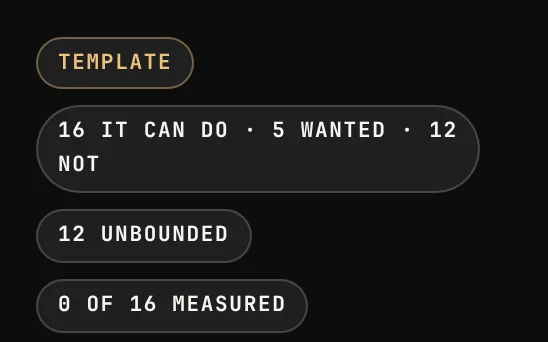 TEMPLATE
16 IT CAN DO · 5 WANTED · 12
NOT
12 UNBOUNDED
0 OF 16 MEASURED